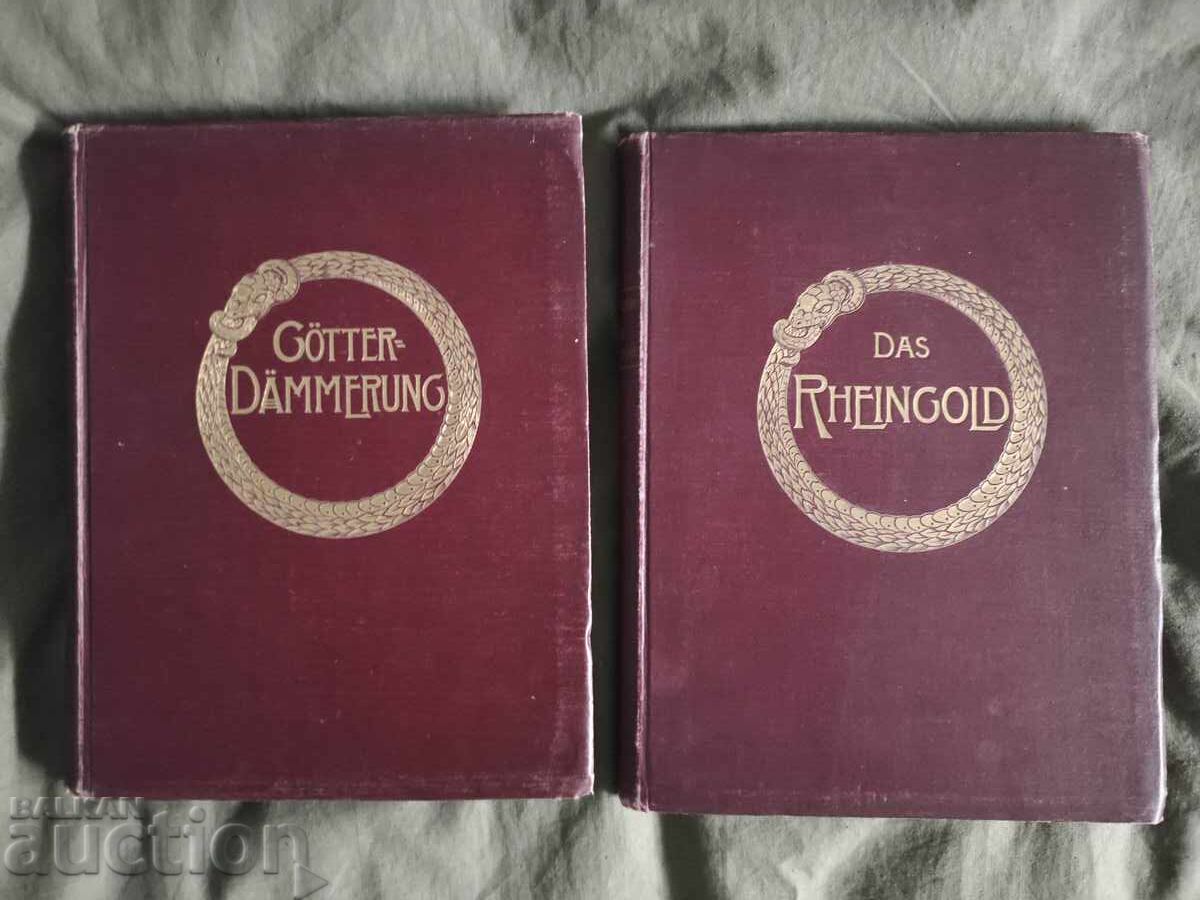 GÖTTER=
DÄMMERUNG
DAS
RHEINGOLD
BALKAN
auction